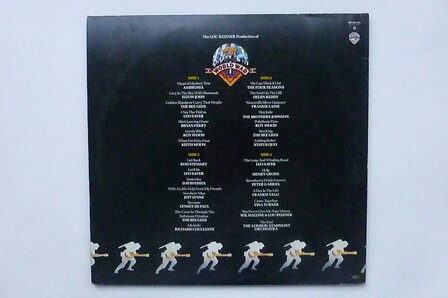 The LOU REIZNER Production of
WORLD WAR
SIDE 1
Magical Mystery Tour
AMBROSIA
Lucy In The Sky With Diamonds
ELTON JOHN
Golden Slumbers/Carry That Weight
THE BEE GEES
I Am The Walrus
LEO SAYER
She's Leaving Home
BRYAN FERRY
Lovely Rita
ROY WOOD
When I'm Sixty-Four
KEITH MOON
SIDE 2
Get Back
ROD STEWART
Let It Be
LEO SAYER
Yesterday
DAVID ESSEX
With A Little Help From My Friends
Nowhere Man
JEFF LYNNE
Because
LYNSEY DE PAUL
She Came In Through The
Bathroom Window
THE BEE GEES
Michelle
RICHARD COCCIANTE
SIDE 3
We Can Work It Out
THE FOUR SEASONS
The Fool On The Hill
HELEN REDDY
Maxwell's Silver Hammer
FRANKIE LAINE
Hey Jude
THE BROTHERS JOHNSON
Polythene Pam
ROY WOOD
Sun King
THE BEE GEES
Getting Better
STATUS QUO
SIDE 4
The Long And Winding Road
LEO SAYER
Help
HENRY GROSS
Strawberry Fields Forever
PETER GABRIEL
A Day In The Life
FRANKIE VALLI
Come Together
TINA TURNER
You Never Give Me Your Money
WIL MALONE & LOU REIZNER
The End
THE LONDON SYMPHONY
ORCHESTRA